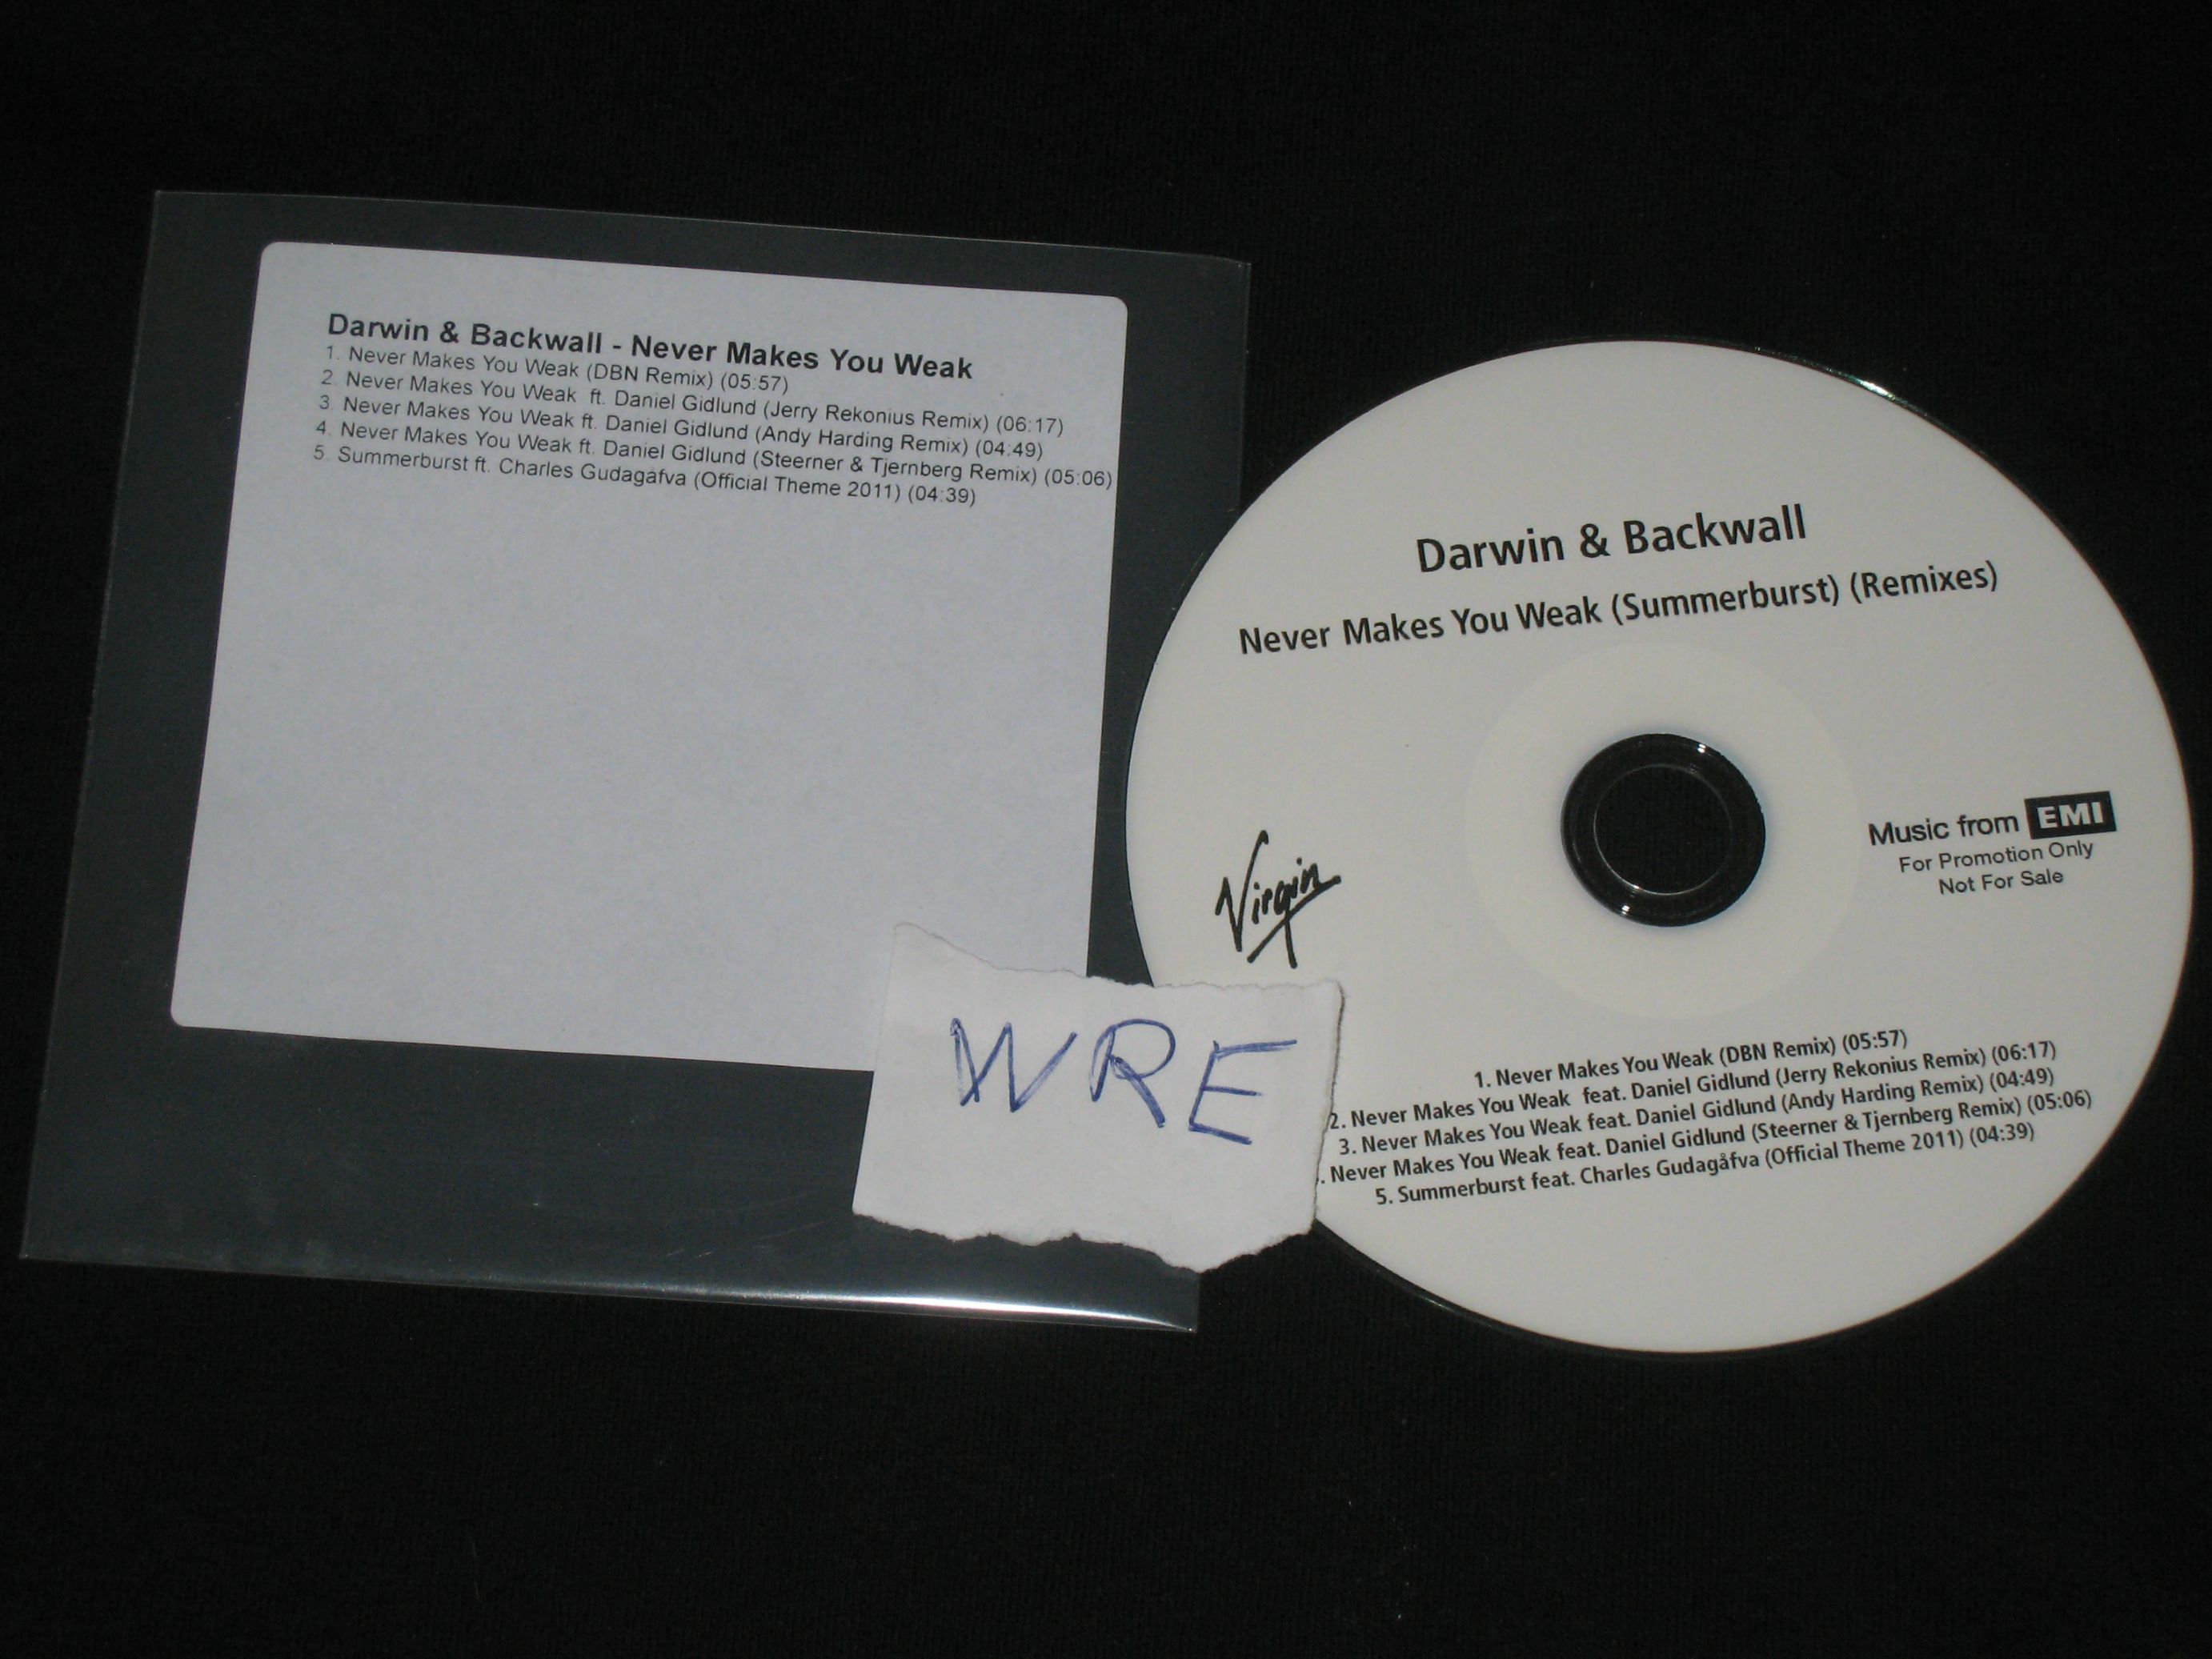 Darwin & Backwall - Never Makes You Weak
1. Never Makes You Weak (DBN Remix) (05:57)
2. Never Makes You Weak ft. Daniel Gidlund (Jerry Rekonius Remix) (06:17)
3. Never Makes You Weak ft. Daniel Gidlund (Andy Harding Remix) (04:49)
4. Never Makes You Weak ft. Daniel Gidlund (Steerner & Tjernberg Remix) (05:06)
5. Summerburst ft. Charles Gudagåfva (Official Theme 2011) (04:39)
Darwin & Backwall
Never Makes You Weak (Summerburst) (Remixes)
Virgin
Music from EMI
For Promotion Only
Not For Sale
WRE
1. Never Makes You Weak (DBN Remix) (05:57)
2. Never Makes You Weak feat. Daniel Gidlund (Jerry Rekonius Remix) (06:17)
3. Never Makes You Weak feat. Daniel Gidlund (Andy Harding Remix) (04:49)
. Never Makes You Weak feat. Daniel Gidlund (Steerner & Tjernberg Remix) (05:06)
5. Summerburst feat. Charles Gudagåfva (Official Theme 2011) (04:39)